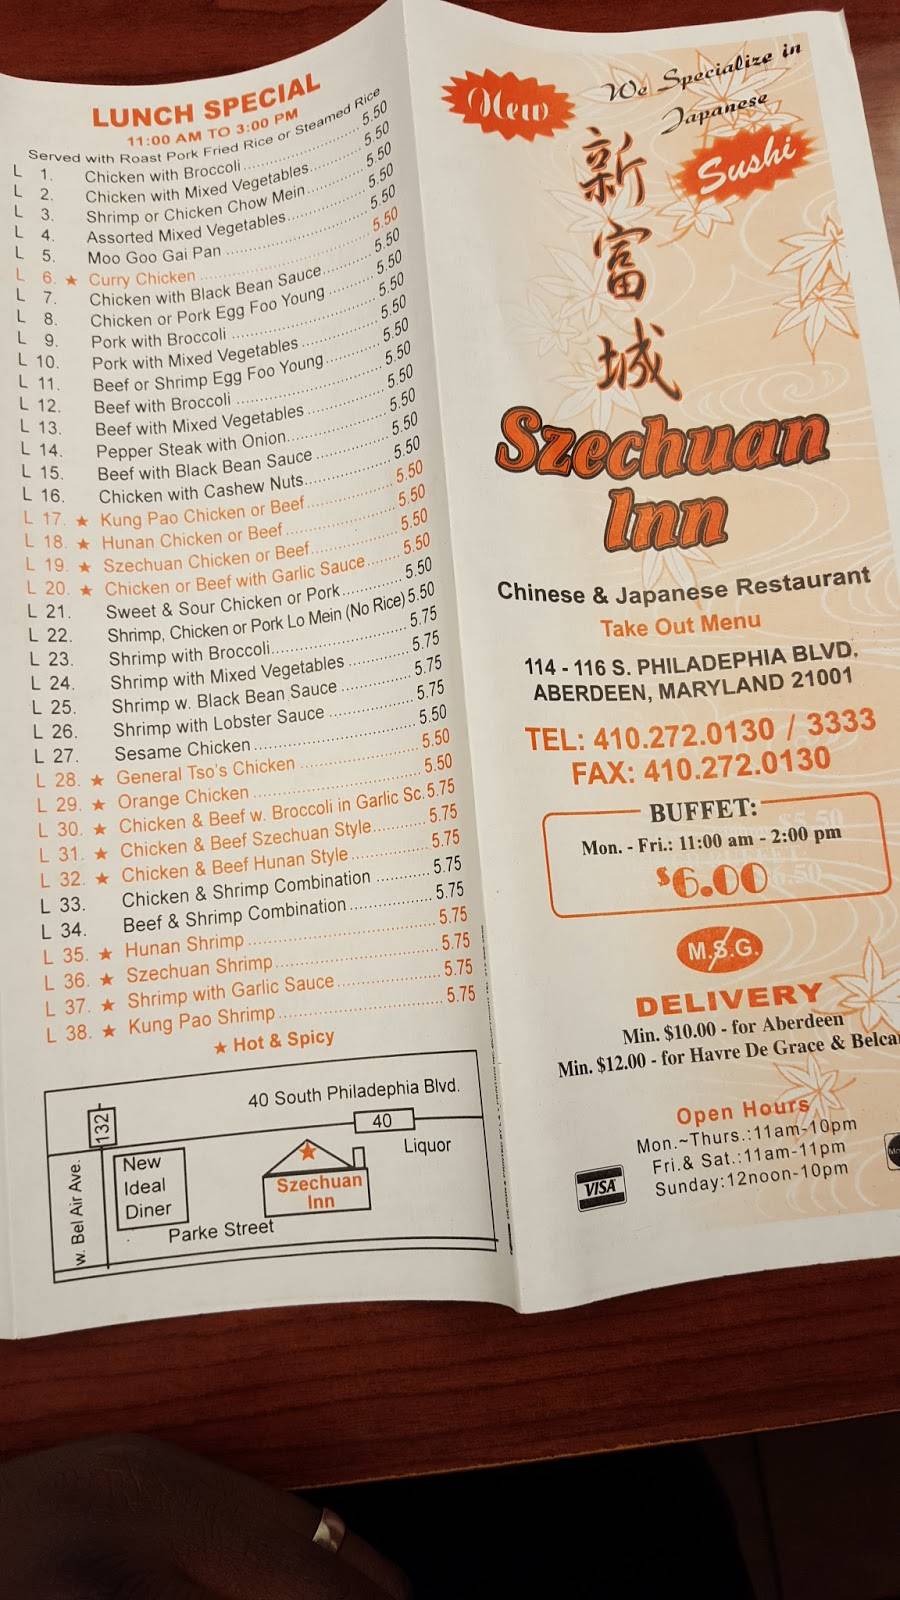 LUNCH SPECIAL
11:00 AM TO 3:00 PM
Served with Roast Pork Fried Rice or Steamed Rice
L 1. Chicken with Broccoli 5.50
L 2. Chicken with Mixed Vegetables 5.50
L 3. Shrimp or Chicken Chow Mein 5.50
L 4. Assorted Mixed Vegetables 5.50
L 5. Moo Goo Gai Pan 5.50
L 6. ★ Curry Chicken 5.50
L 7. Chicken with Black Bean Sauce 5.50
L 8. Chicken or Pork Egg Foo Young 5.50
L 9. Pork with Broccoli 5.50
L 10. Pork with Mixed Vegetables 5.50
L 11. Beef or Shrimp Egg Foo Young 5.50
L 12. Beef with Broccoli 5.50
L 13. Beef with Mixed Vegetables 5.50
L 14. Pepper Steak with Onion 5.50
L 15. Beef with Black Bean Sauce 5.50
L 16. Chicken with Cashew Nuts 5.50
L 17. ★ Kung Pao Chicken or Beef 5.50
L 18. ★ Hunan Chicken or Beef 5.50
L 19. ★ Szechuan Chicken or Beef 5.50
L 20. ★ Chicken or Beef with Garlic Sauce 5.50
L 21. Sweet & Sour Chicken or Pork 5.50
L 22. Shrimp, Chicken or Pork Lo Mein (No Rice) 5.50
L 23. Shrimp with Broccoli 5.75
L 24. Shrimp with Mixed Vegetables 5.75
L 25. Shrimp w. Black Bean Sauce 5.75
L 26. Shrimp with Lobster Sauce 5.75
L 27. Sesame Chicken 5.50
L 28. ★ General Tso's Chicken 5.50
L 29. ★ Orange Chicken 5.50
L 30. ★ Chicken & Beef w. Broccoli in Garlic Sc. 5.75
L 31. ★ Chicken & Beef Szechuan Style 5.75
L 32. ★ Chicken & Beef Hunan Style 5.75
L 33. Chicken & Shrimp Combination 5.75
L 34. Beef & Shrimp Combination 5.75
L 35. ★ Hunan Shrimp 5.75
L 36. ★ Szechuan Shrimp 5.75
L 37. ★ Shrimp with Garlic Sauce 5.75
L 38. ★ Kung Pao Shrimp 5.75
★ Hot & Spicy
40 South Philadephia Blvd.
132
40
Liquor
w. Bel Air Ave.
New
Ideal
Diner
Szechuan
Inn
Parke Street
New
We Specialize in
Japanese
Sushi
新富城
Szechuan
Inn
Chinese & Japanese Restaurant
Take Out Menu
114 - 116 S. PHILADEPHIA BLVD.
ABERDEEN, MARYLAND 21001
TEL: 410.272.0130 / 3333
FAX: 410.272.0130
BUFFET:
Mon. - Fri.: 11:00 am - 2:00 pm
$6.00
M.S.G.
DELIVERY
Min. $10.00 - for Aberdeen
Min. $12.00 - for Havre De Grace & Belca
Open Hours
Mon.~Thurs.:11am-10pm
Fri.& Sat.:11am-11pm
Sunday:12noon-10pm
VISA